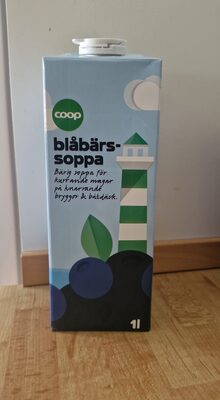 coop
blåbärs-
soppa
Bärig soppa för
kurrande magar
på knarrande
bryggor & båtdäck.
1l